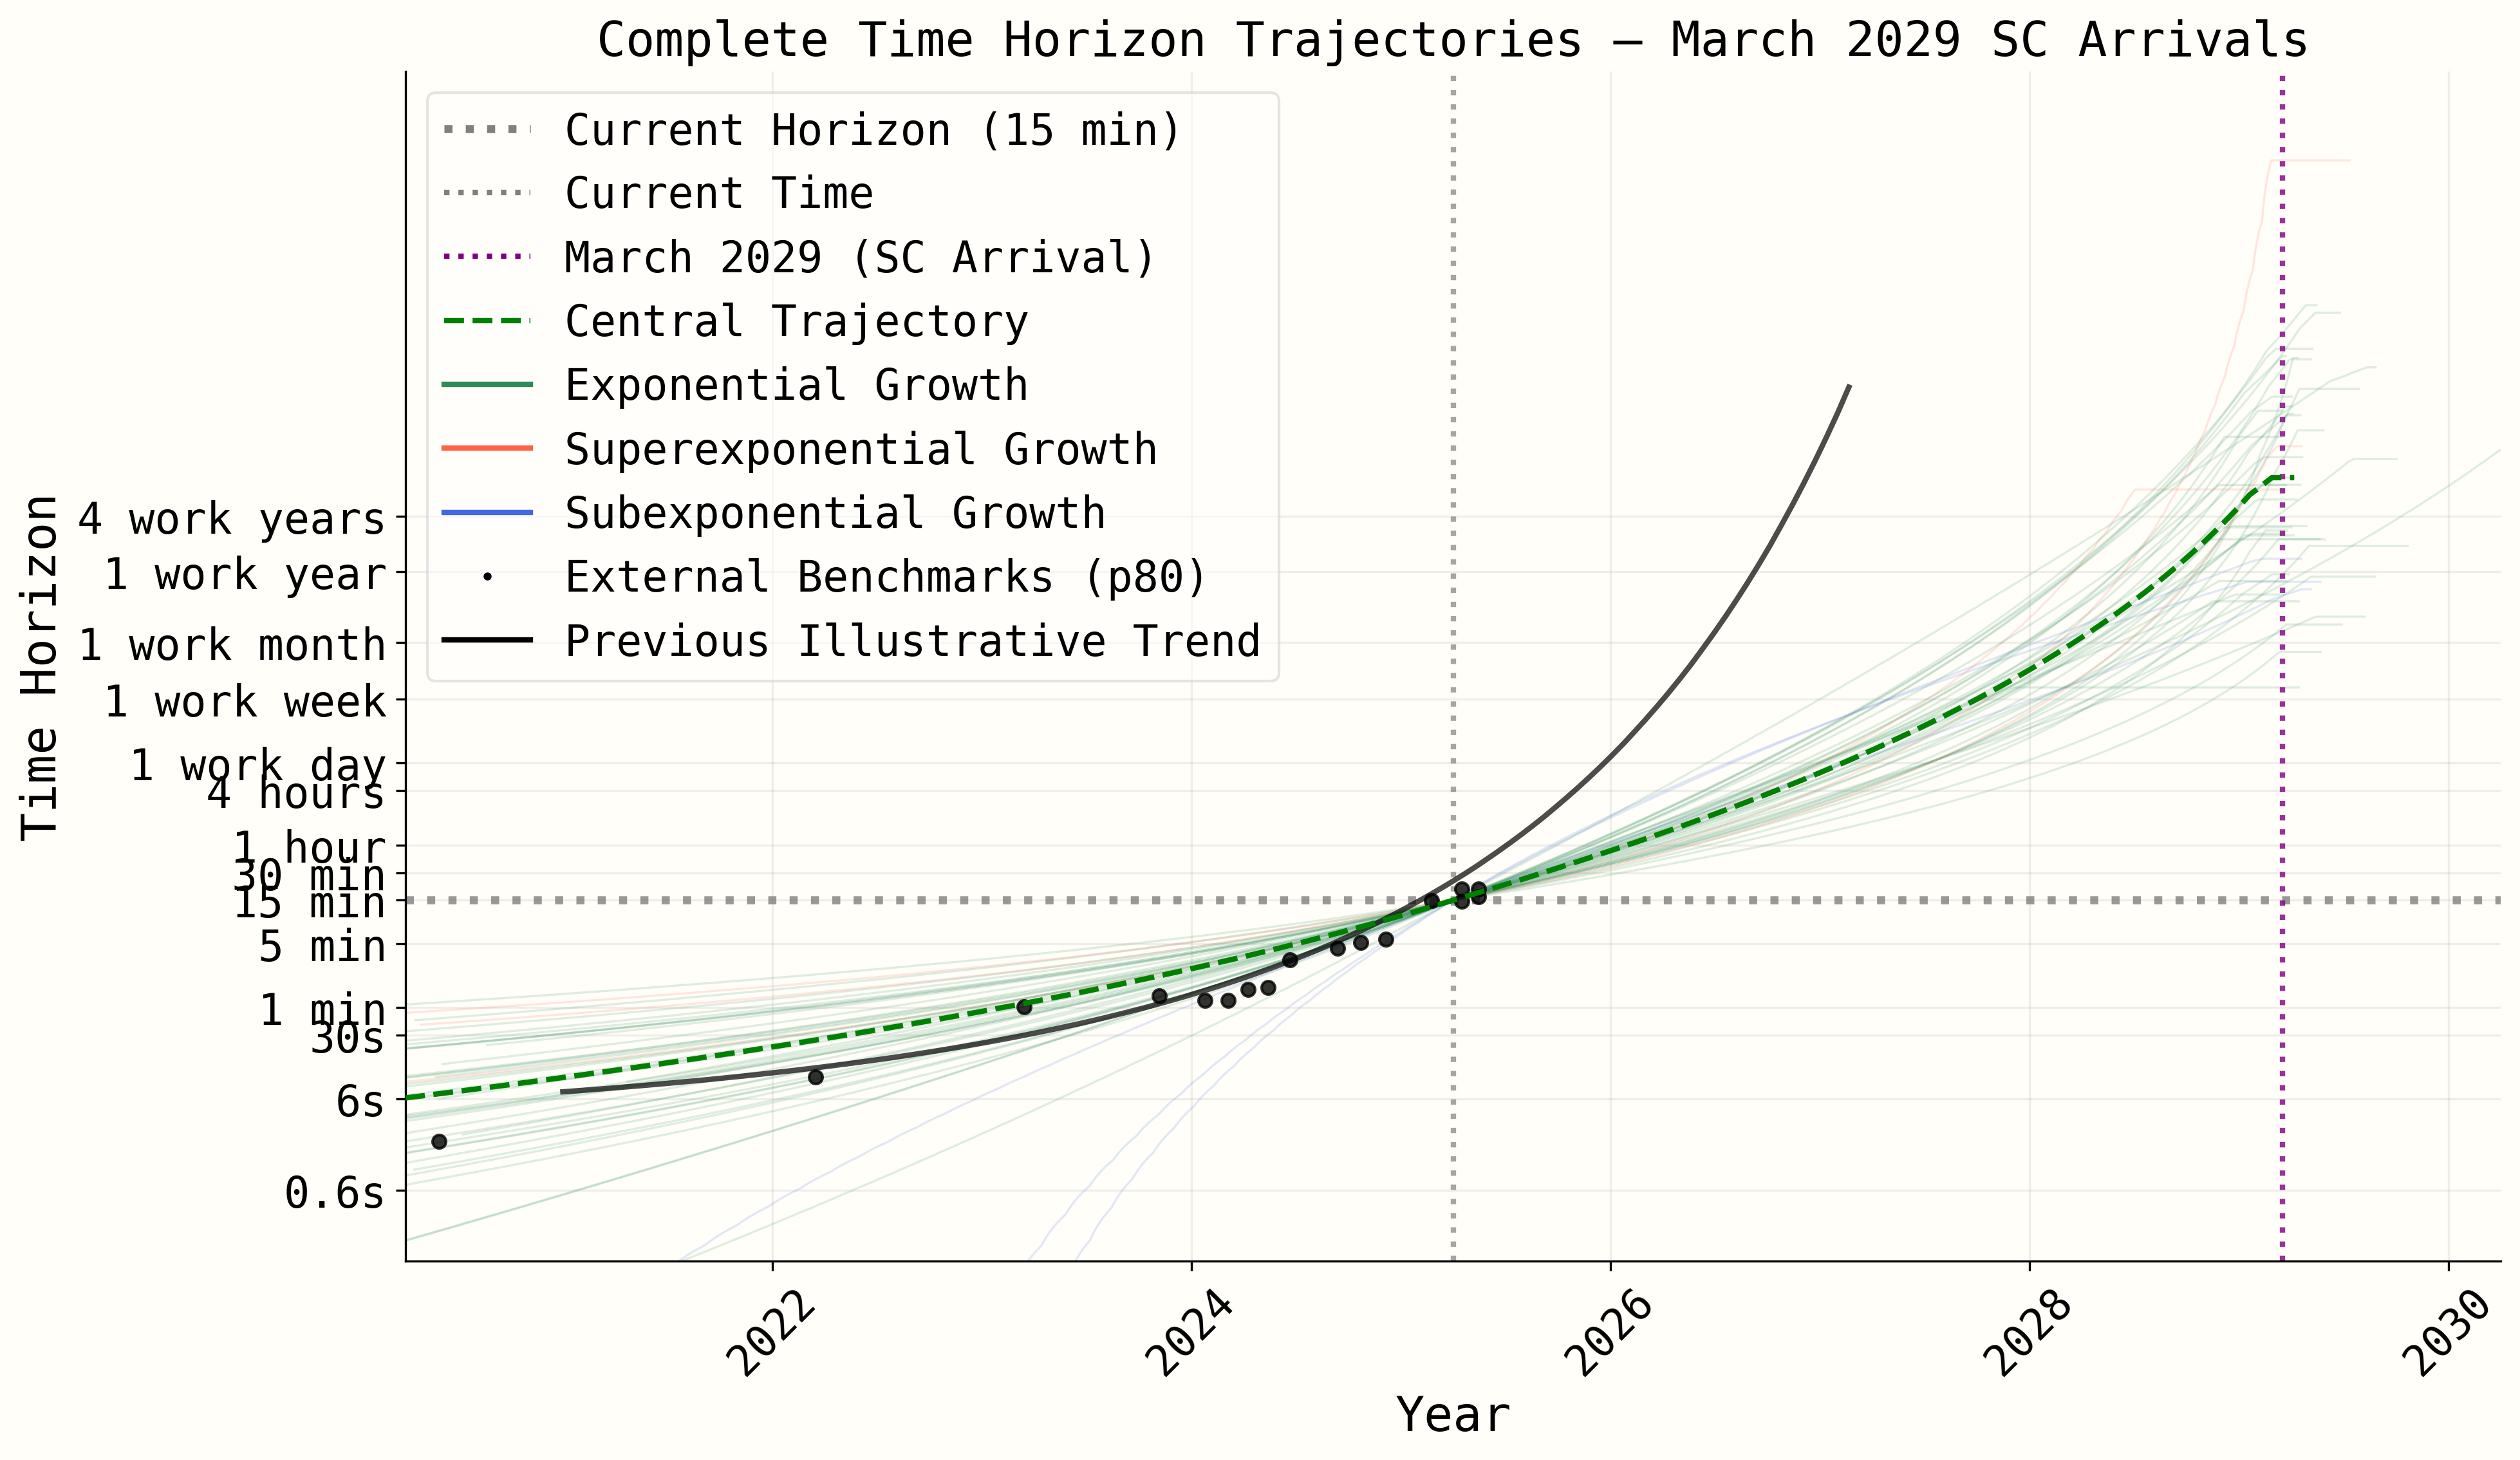 Complete Time Horizon Trajectories — March 2029 SC Arrivals
Current Horizon (15 min)
Current Time
March 2029 (SC Arrival)
Central Trajectory
Exponential Growth
Superexponential Growth
Subexponential Growth
External Benchmarks (p80)
Previous Illustrative Trend
Time Horizon
4 work years
1 work year
1 work month
1 work week
1 work day
4 hours
1 hour
30 min
15 min
5 min
1 min
30s
6s
0.6s
2022
2024
2026
2028
2030
Year